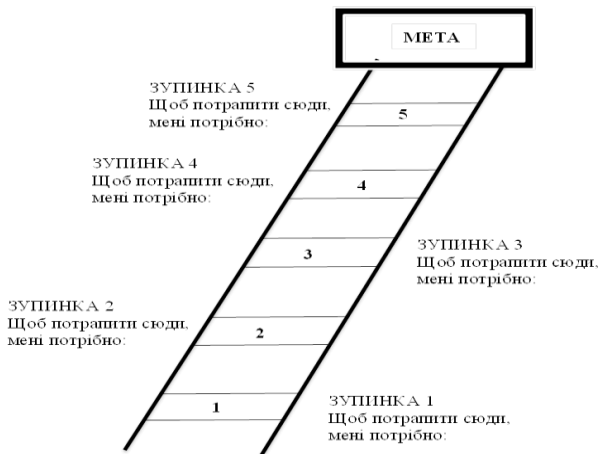 МЕТА
ЗУПИНКА 5
Щоб потрапити сюди,
мені потрібно:
5
ЗУПИНКА 4
Щоб потрапити сюди,
мені потрібно:
4
3
ЗУПИНКА 3
Щоб потрапити сюди,
мені потрібно:
ЗУПИНКА 2
Щоб потрапити сюди,
мені потрібно:
2
1
ЗУПИНКА 1
Щоб потрапити сюди,
мені потрібно: